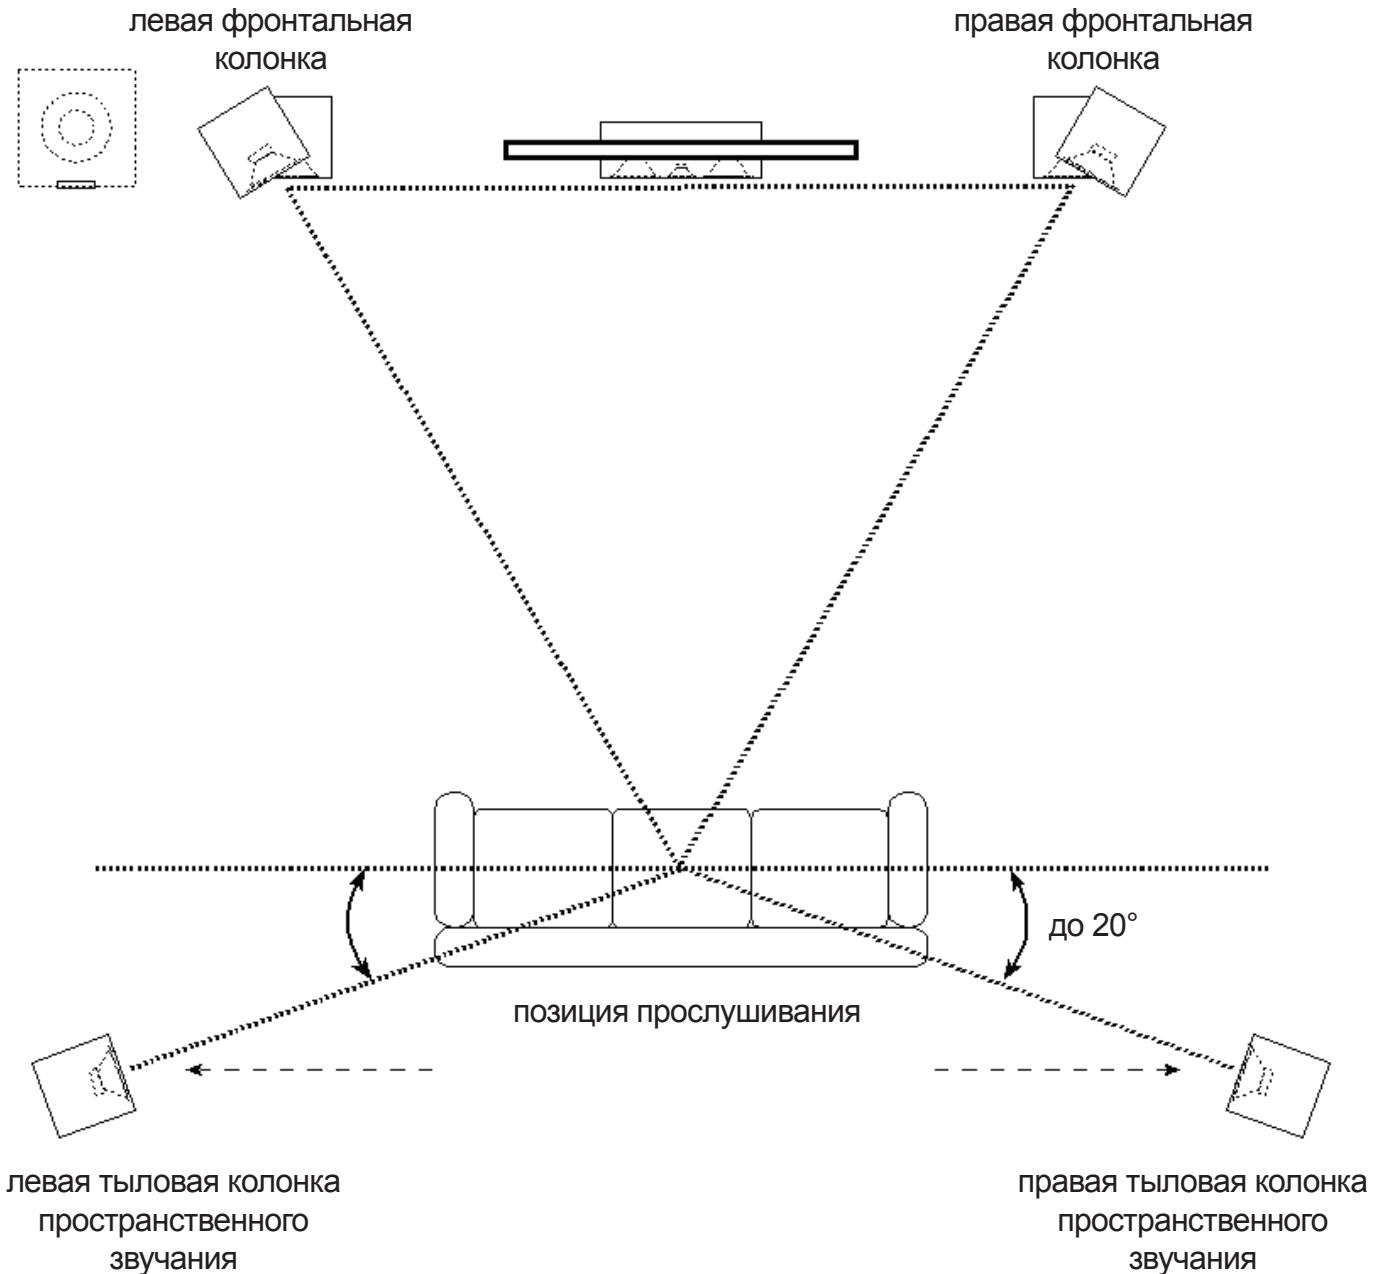 левая фронтальная
колонка
правая фронтальная
колонка
до 20°
позиция прослушивания
левая тыловая колонка
пространственного
звучания
правая тыловая колонка
пространственного
звучания